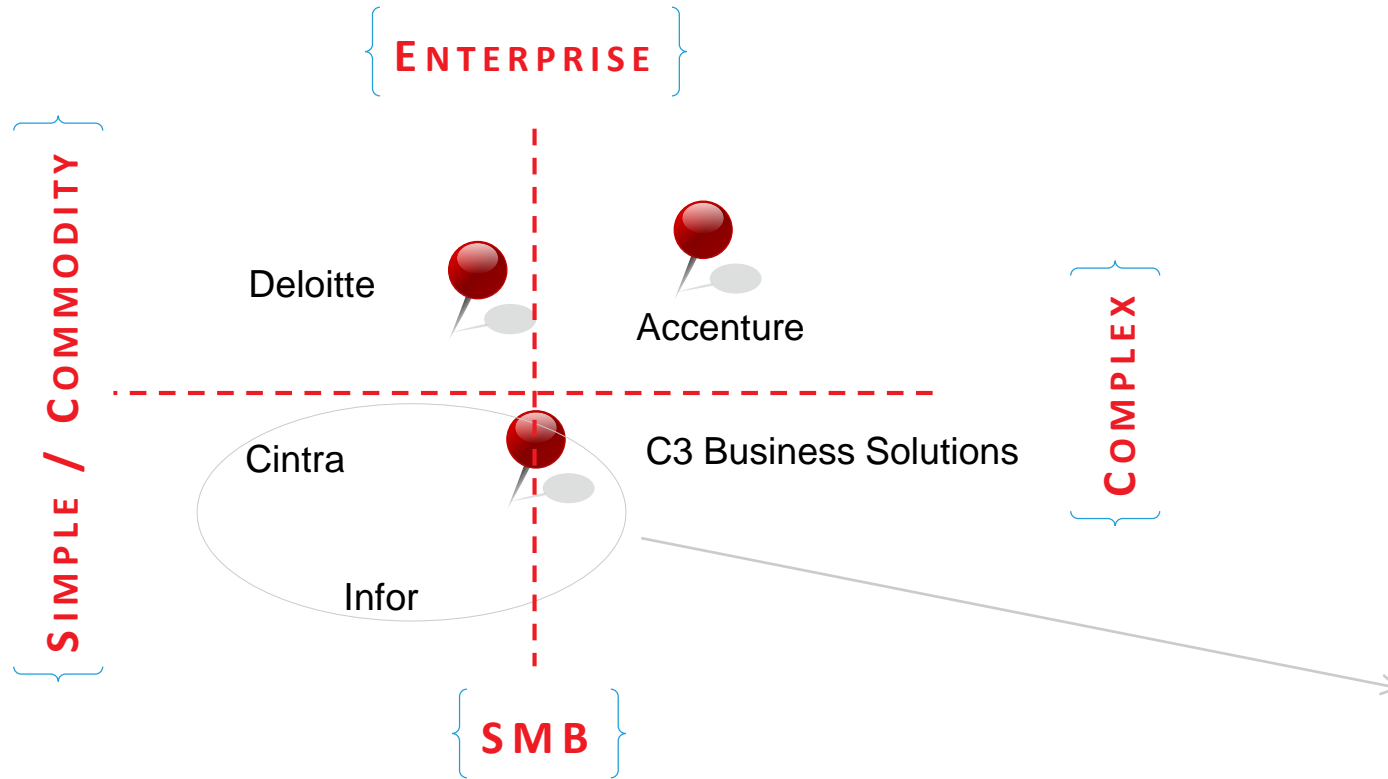 ENTERPRISE
SIMPLE / COMMODITY
Deloitte
Accenture
COMPLEX
Cintra
C3 Business Solutions
Infor
SMB